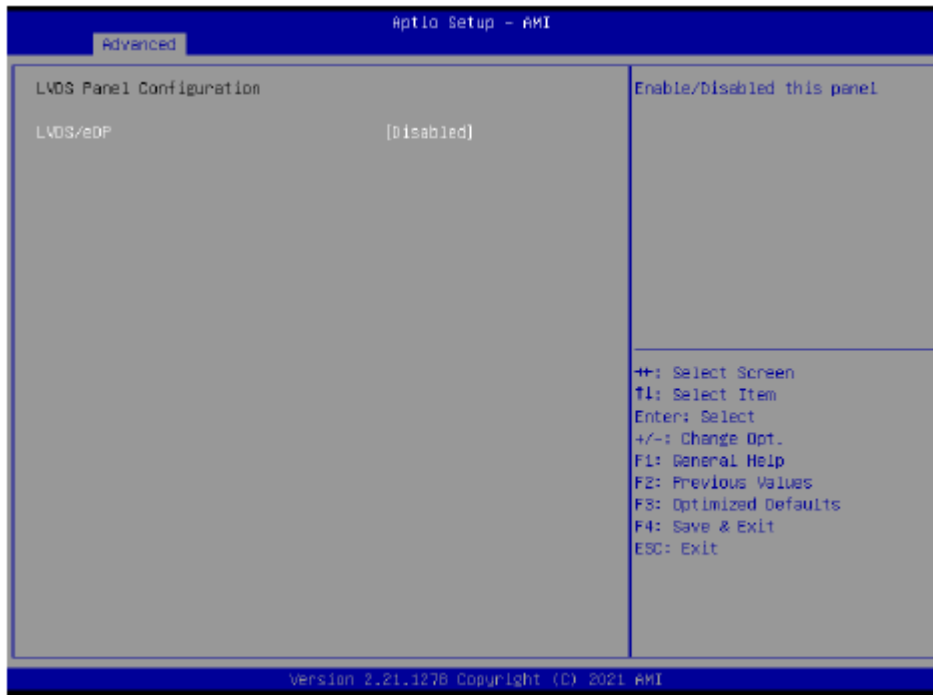 Aptio Setup - AMI
Advanced
LVDS Panel Configuration
LVDS/eDP [Disabled]
Enable/Disabled this panel
→←: Select Screen
↑↓: Select Item
Enter: Select
+/-: Change Opt.
F1: General Help
F2: Previous Values
F3: Optimized Defaults
F4: Save & Exit
ESC: Exit
Version 2.21.1278 Copyright (C) 2021 AMI